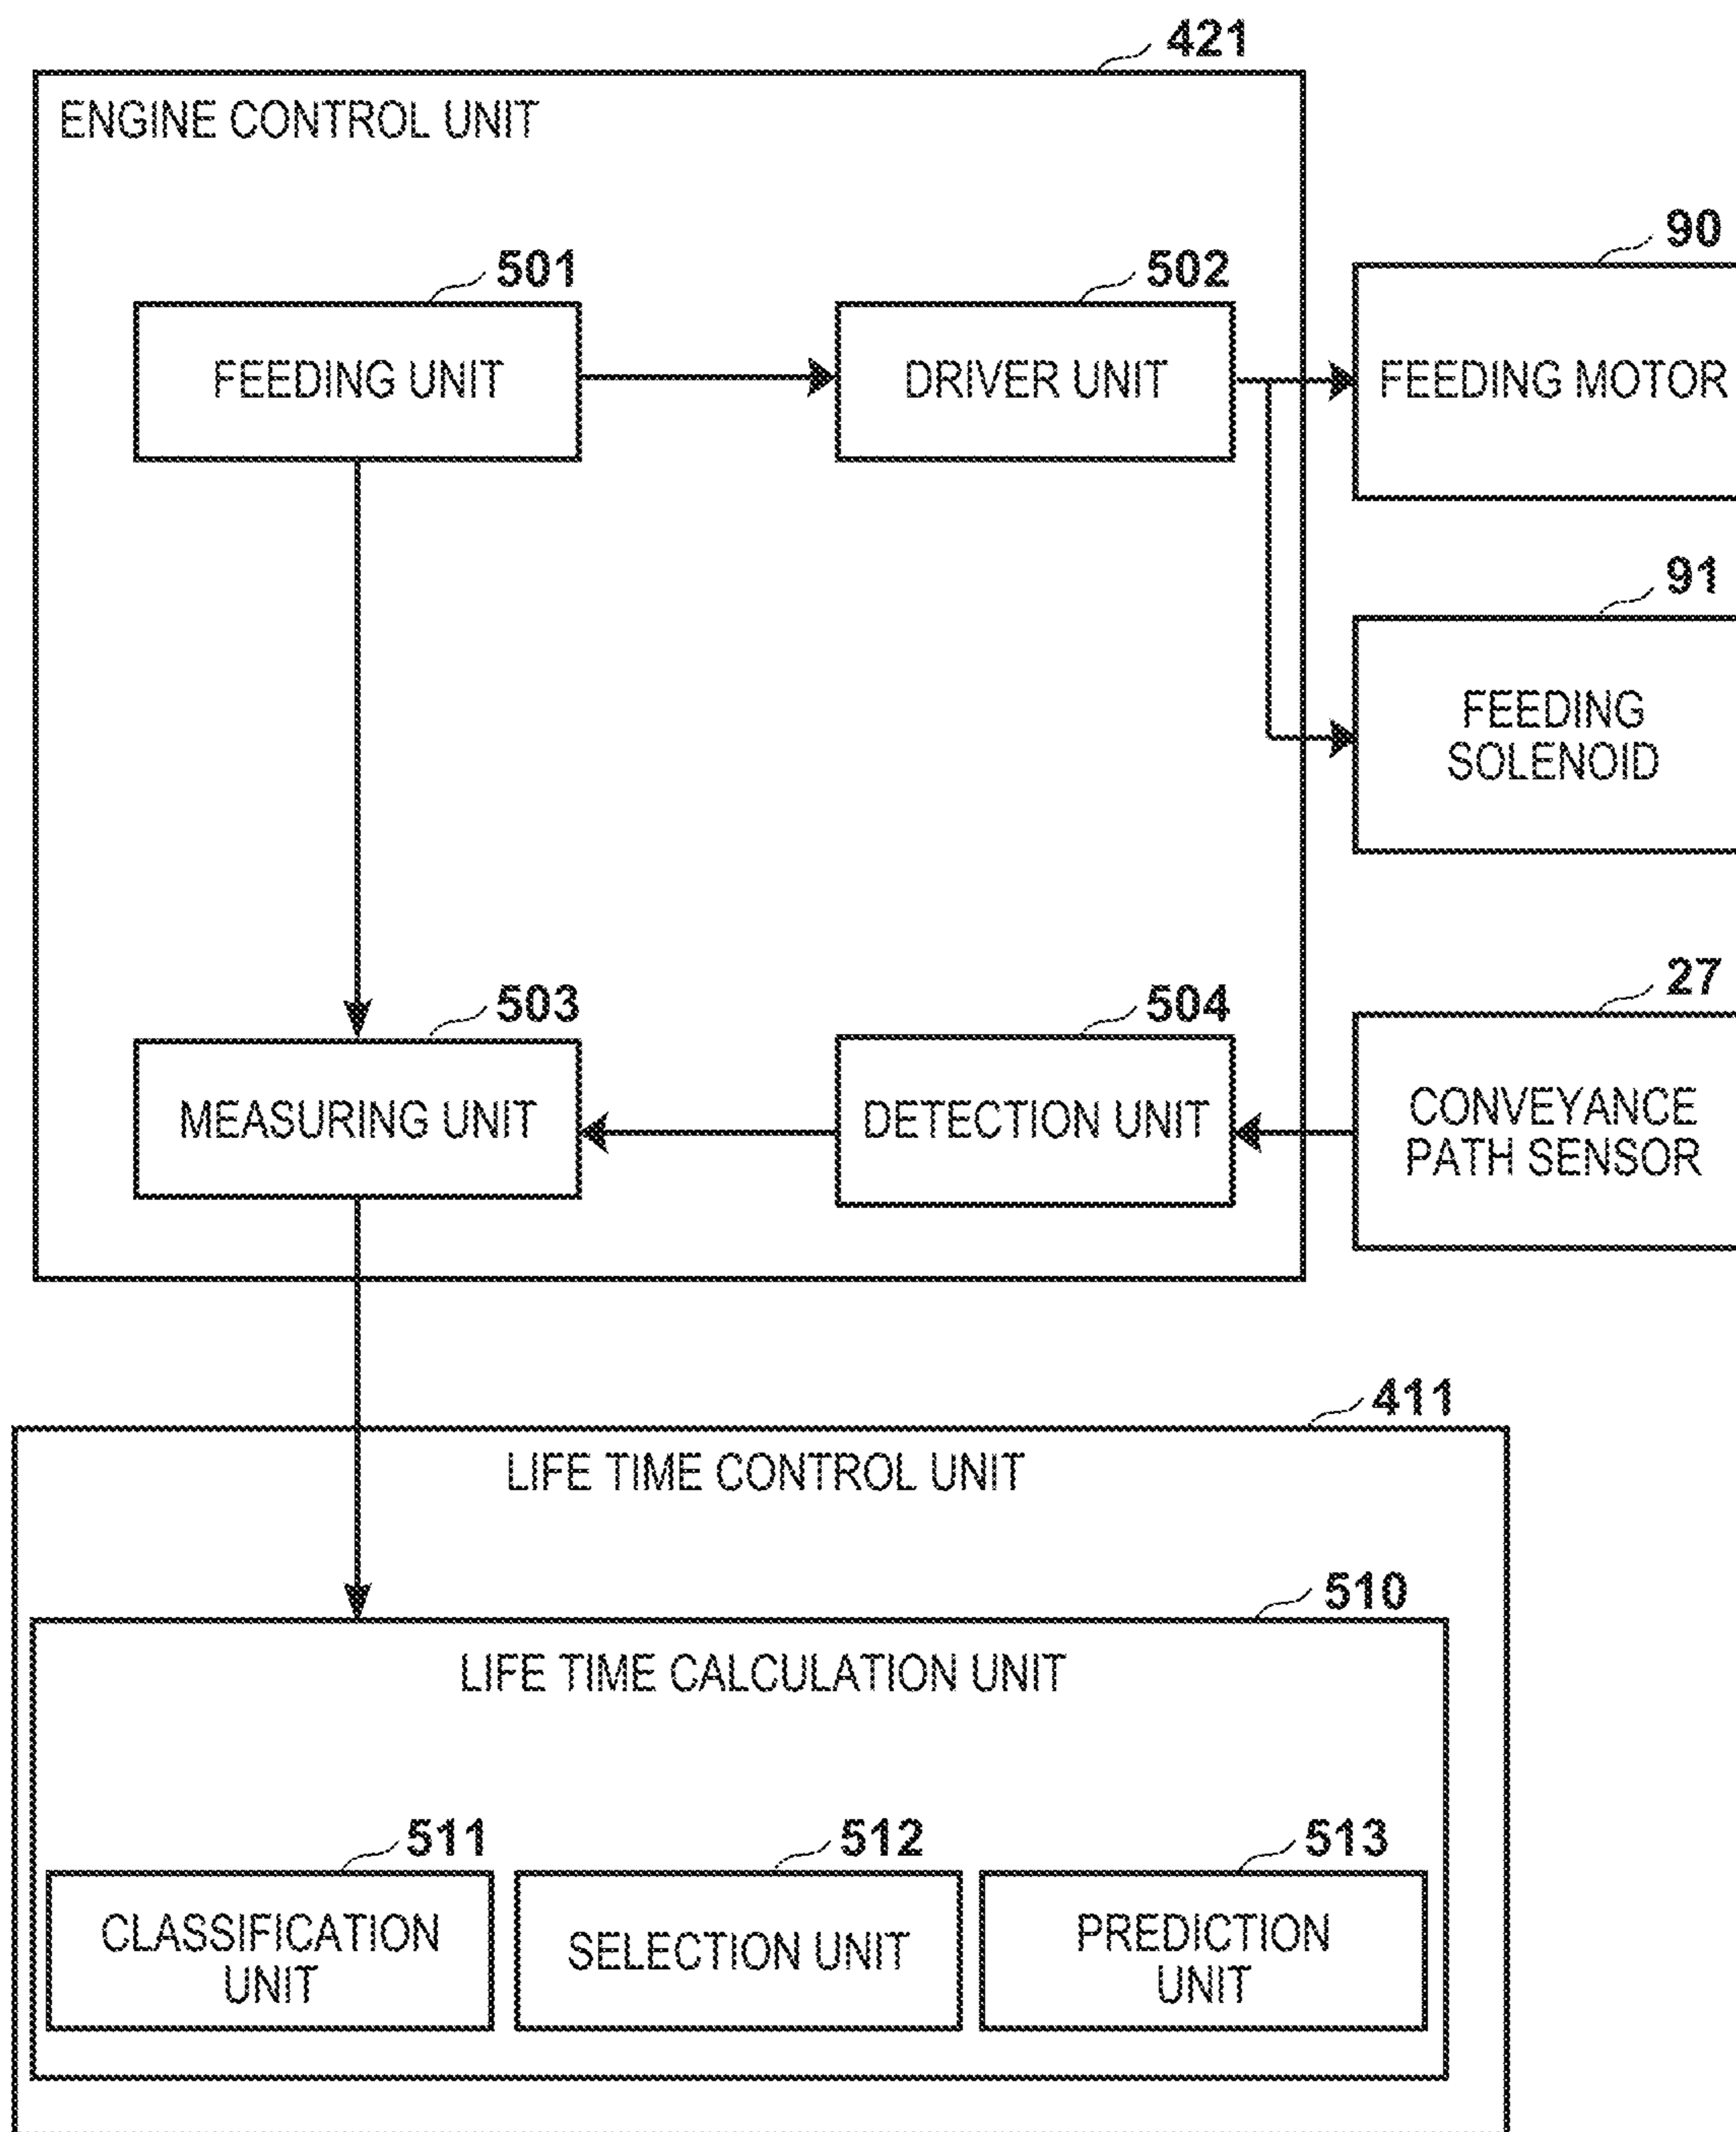 421
ENGINE CONTROL UNIT
90
501
502
FEEDING UNIT
DRIVER UNIT
FEEDING MOTOR
91
FEEDING
SOLENOID
27
503
504
MEASURING UNIT
DETECTION UNIT
CONVEYANCE
PATH SENSOR
411
LIFE TIME CONTROL UNIT
510
LIFE TIME CALCULATION UNIT
511
512
513
CLASSIFICATION
UNIT
SELECTION UNIT
PREDICTION
UNIT